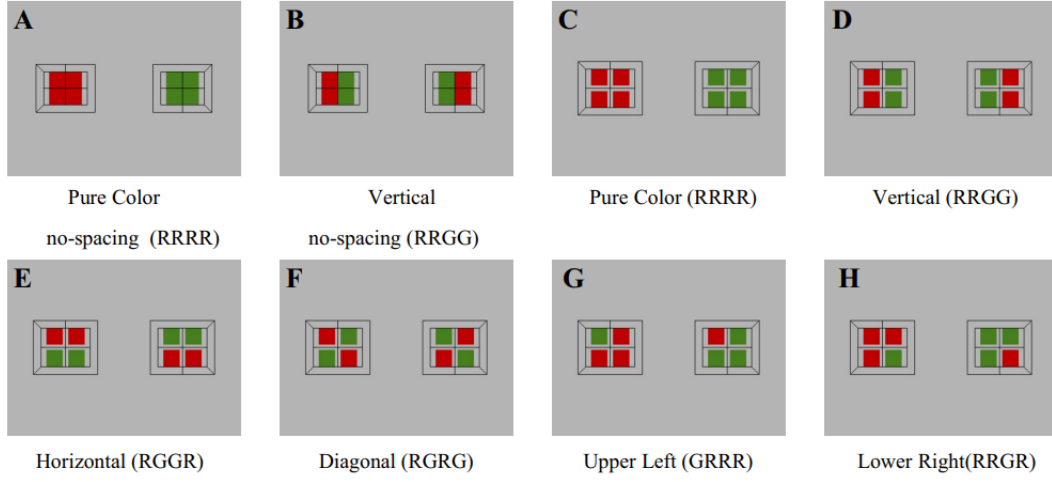 A
B
C
D
Pure Color
no-spacing (RRRR)
Vertical
no-spacing (RRGG)
Pure Color (RRRR)
Vertical (RRGG)
E
F
G
H
Horizontal (RGGR)
Diagonal (RGRG)
Upper Left (GRRR)
Lower Right(RRGR)